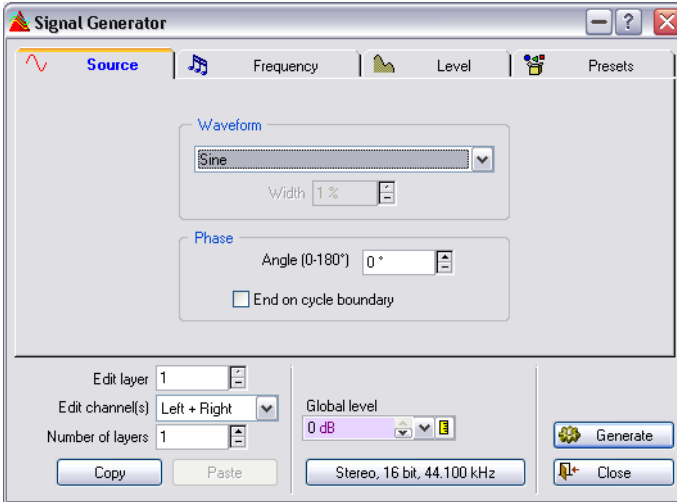 Signal Generator
Source Frequency Level Presets
Waveform
Sine
Width 1 %
Phase
Angle (0-180°) 0 °
End on cycle boundary
Edit layer 1
Edit channel(s) Left + Right
Number of layers 1
Copy Paste
Global level
0 dB
Stereo, 16 bit, 44.100 kHz
Generate
Close